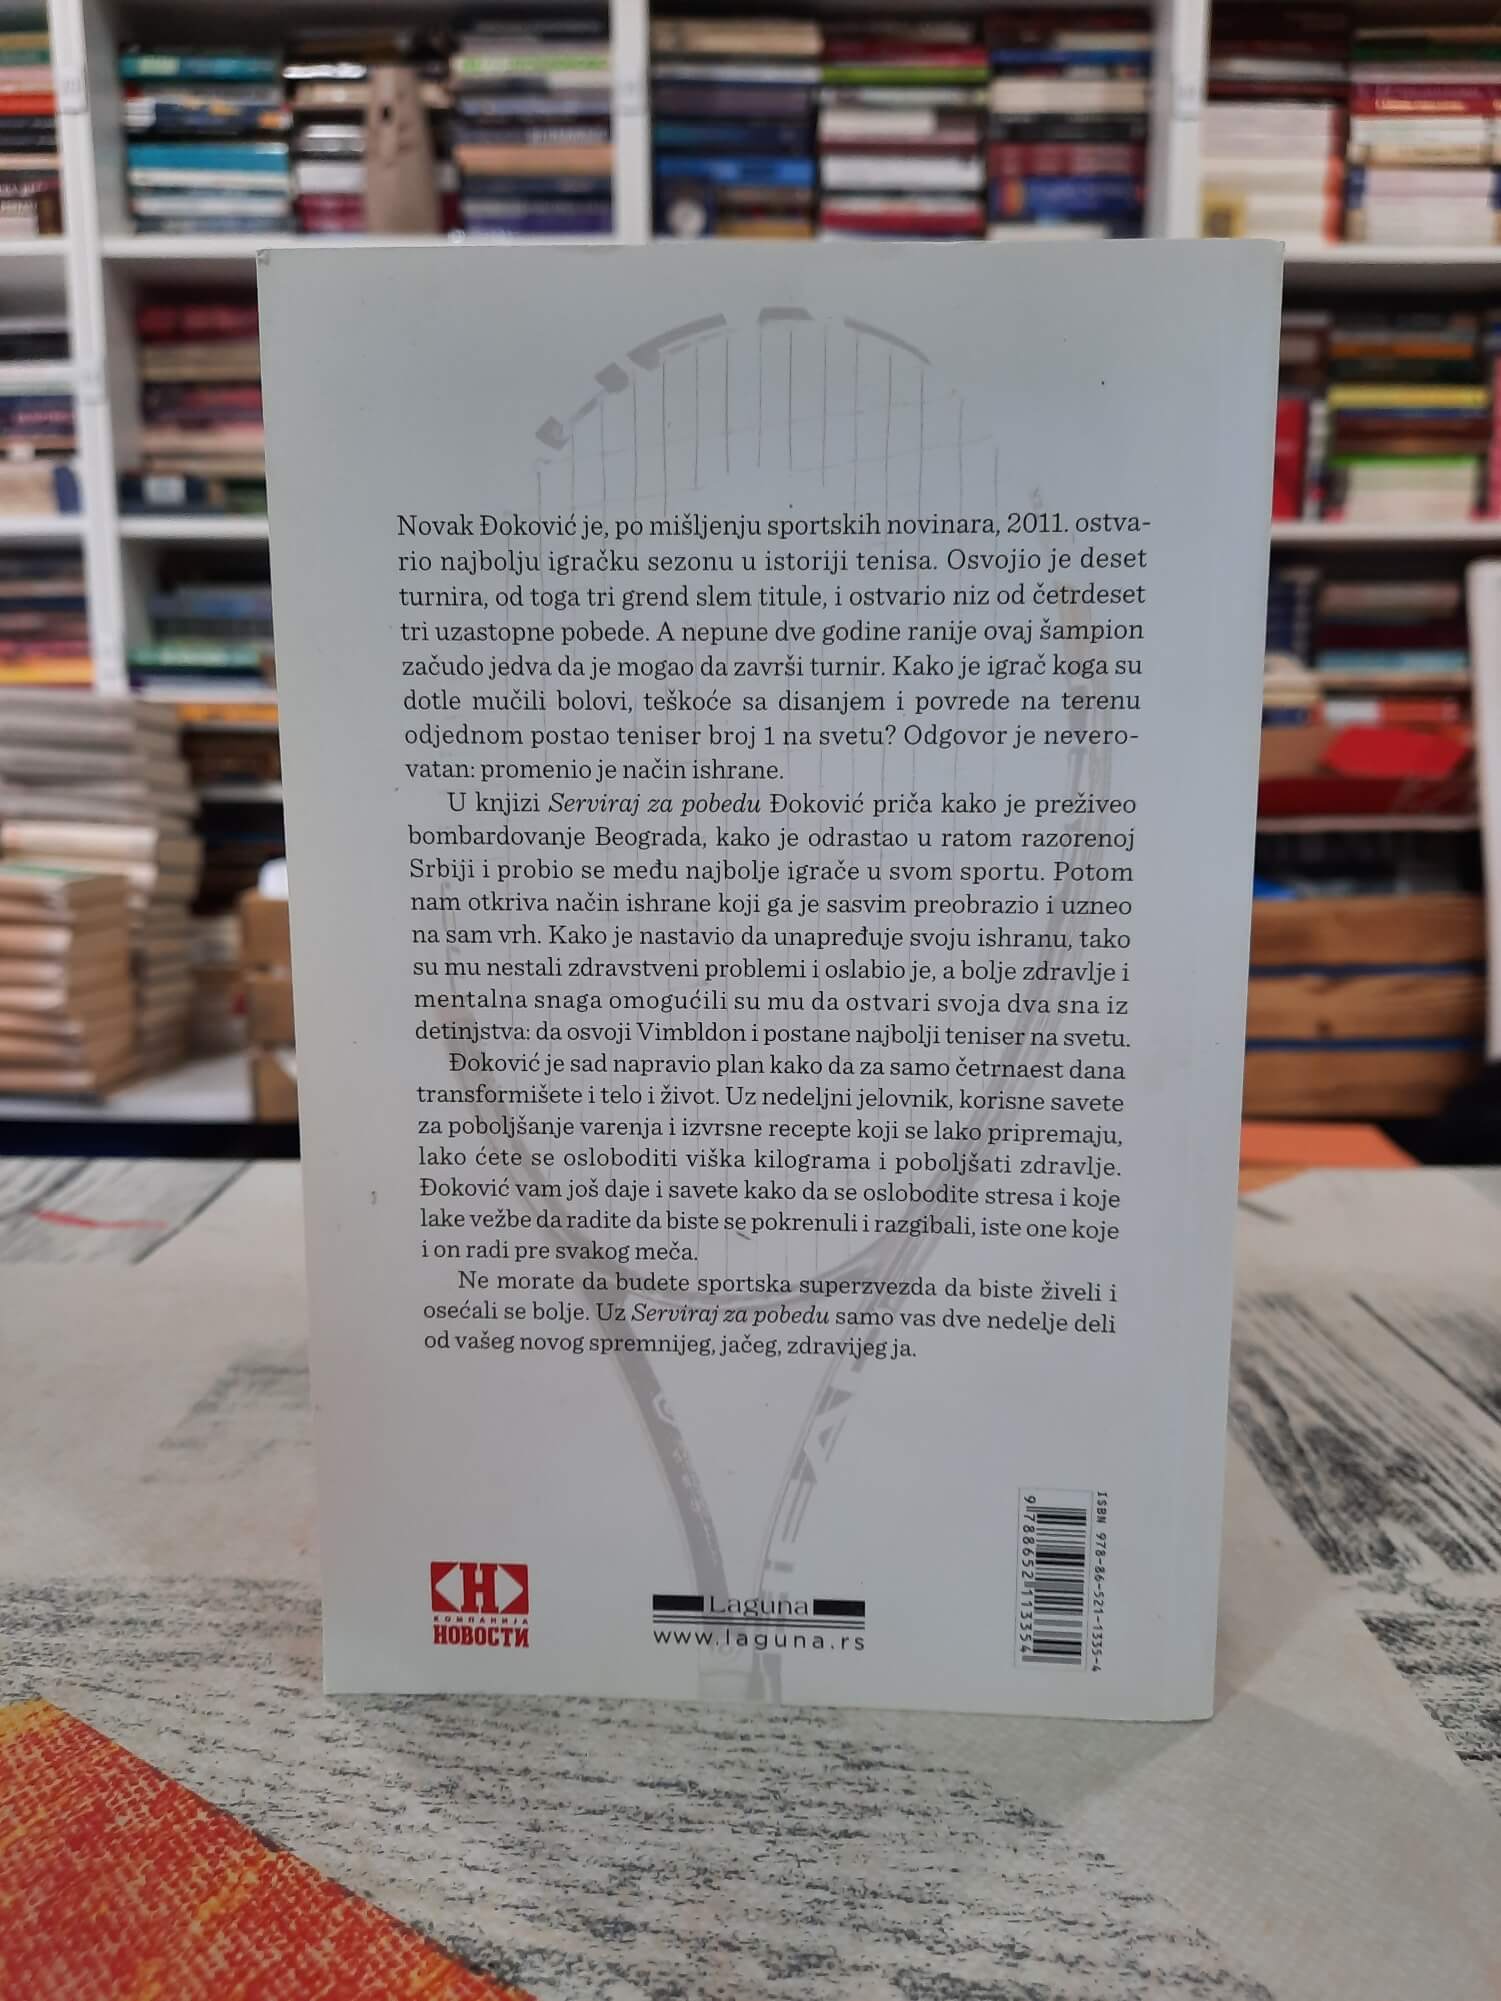 Novak Đoković je, po mišljenju sportskih novinara, 2011. ostva-
rio najbolju igračku sezonu u istoriji tenisa. Osvojio je deset
turnira, od toga tri grend slem titule, i ostvario niz od četrdeset
tri uzastopne pobede. A nepune dve godine ranije ovaj šampion
začudo jedva da je mogao da završi turnir. Kako je igrač koga su
dotle mučili bolovi, teškoće sa disanjem i povrede na terenu
odjednom postao teniser broj 1 na svetu? Odgovor je nevero-
vatan: promenio je način ishrane.
U knjizi Serviraj za pobedu Đoković priča kako je preživeo
bombardovanje Beograda, kako je odrastao u ratom razorenoj
Srbiji i probio se među najbolje igrače u svom sportu. Potom
nam otkriva način ishrane koji ga je sasvim preobrazio i uzneo
na sam vrh. Kako je nastavio da unapređuje svoju ishranu, tako
su mu nestali zdravstveni problemi i oslabio je, a bolje zdravlje i
mentalna snaga omogućili su mu da ostvari svoja dva sna iz
detinjstva: da osvoji Vimbldon i postane najbolji teniser na svetu.
Đoković je sad napravio plan kako da za samo četrnaest dana
transformišete i telo i život. Uz nedeljni jelovnik, korisne savete
za poboljšanje varenja i izvrsne recepte koji se lako pripremaju,
lako ćete se osloboditi viška kilograma i poboljšati zdravlje.
Đoković vam još daje i savete kako da se oslobodite stresa i koje
lake vežbe da radite da biste se pokrenuli i razgibali, iste one koje
i on radi pre svakog meča.
Ne morate da budete sportska superzvezda da biste živeli i
osećali se bolje. Uz Serviraj za pobedu samo vas dve nedelje deli
od vašeg novog spremnijeg, jačeg, zdravijeg ja.
H
КОМПАНИЈА
НОВОСТИ
Laguna
www.laguna.rs
ISBN 978-86-521-1335-4
9788652113354